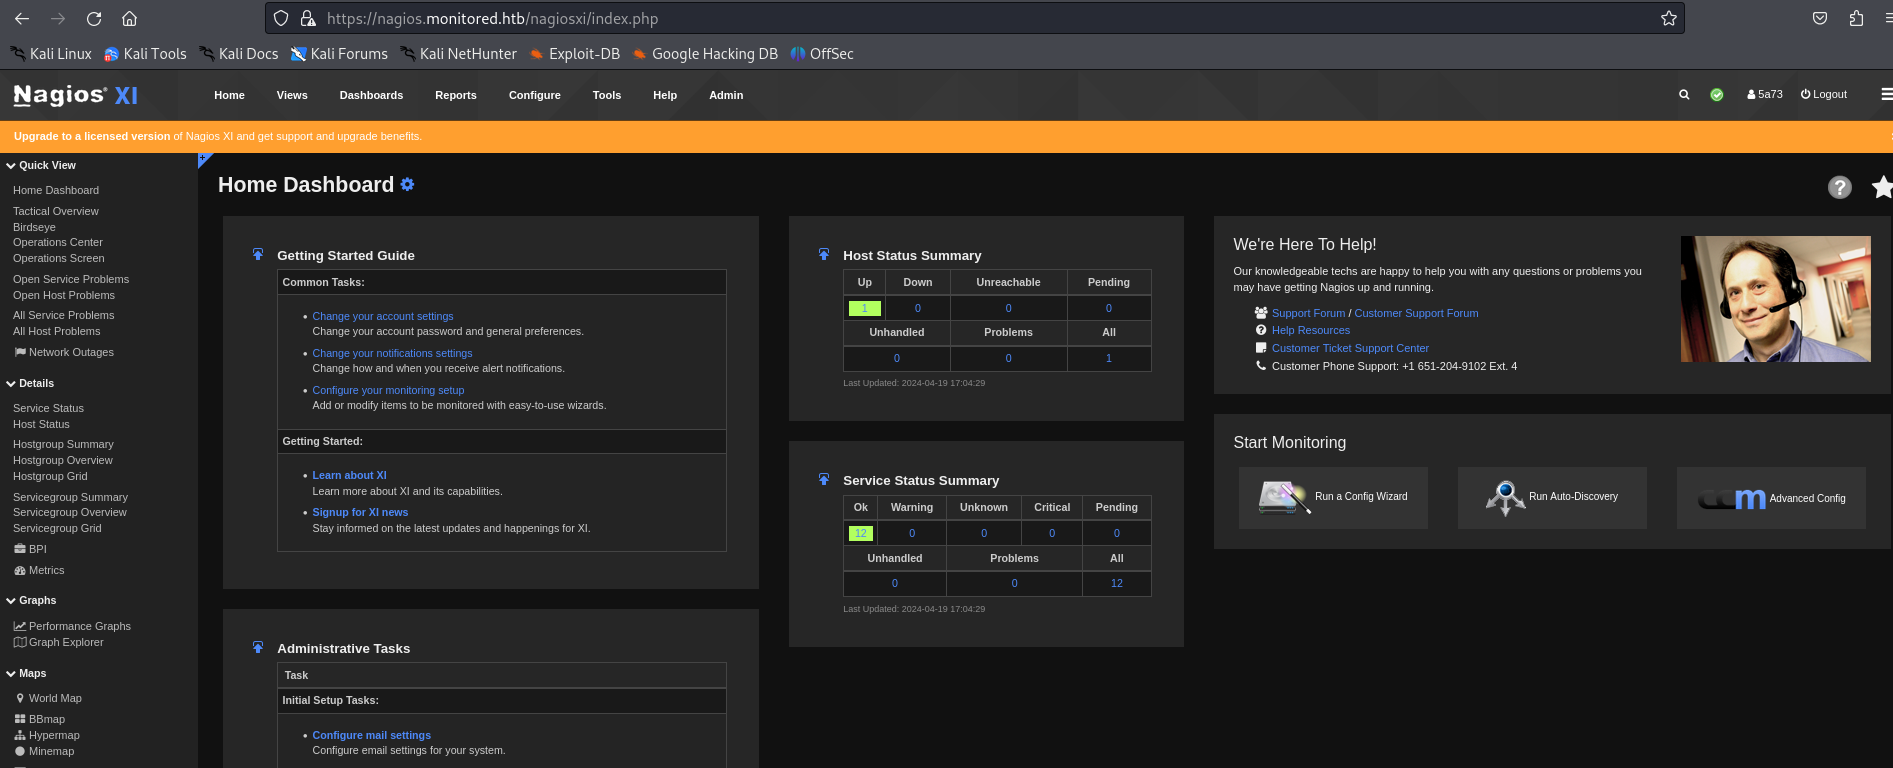 https://nagios.monitored.htb/nagiosxi/index.php
Kali Linux Kali Tools Kali Docs Kali Forums Kali NetHunter Exploit-DB Google Hacking DB OffSec
Nagios® XI Home Views Dashboards Reports Configure Tools Help Admin 5a73 Logout
Upgrade to a licensed version of Nagios XI and get support and upgrade benefits.
Quick View
Home Dashboard
Tactical Overview
Birdseye
Operations Center
Operations Screen
Open Service Problems
Open Host Problems
All Service Problems
All Host Problems
Network Outages
Details
Service Status
Host Status
Hostgroup Summary
Hostgroup Overview
Hostgroup Grid
Servicegroup Summary
Servicegroup Overview
Servicegroup Grid
BPI
Metrics
Graphs
Performance Graphs
Graph Explorer
Maps
World Map
BBmap
Hypermap
Minemap
Home Dashboard
Getting Started Guide
Common Tasks:
• Change your account settings
Change your account password and general preferences.
• Change your notifications settings
Change how and when you receive alert notifications.
• Configure your monitoring setup
Add or modify items to be monitored with easy-to-use wizards.
Getting Started:
• Learn about XI
Learn more about XI and its capabilities.
• Signup for XI news
Stay informed on the latest updates and happenings for XI.
Administrative Tasks
Task
Initial Setup Tasks:
• Configure mail settings
Configure email settings for your system.
Host Status Summary
Up Down Unreachable Pending
1 0 0 0
Unhandled Problems All
0 0 1
Last Updated: 2024-04-19 17:04:29
Service Status Summary
Ok Warning Unknown Critical Pending
12 0 0 0 0
Unhandled Problems All
0 0 12
Last Updated: 2024-04-19 17:04:29
We're Here To Help!
Our knowledgeable techs are happy to help you with any questions or problems you
may have getting Nagios up and running.
Support Forum / Customer Support Forum
Help Resources
Customer Ticket Support Center
Customer Phone Support: +1 651-204-9102 Ext. 4
Start Monitoring
Run a Config Wizard
Run Auto-Discovery
ccm Advanced Config